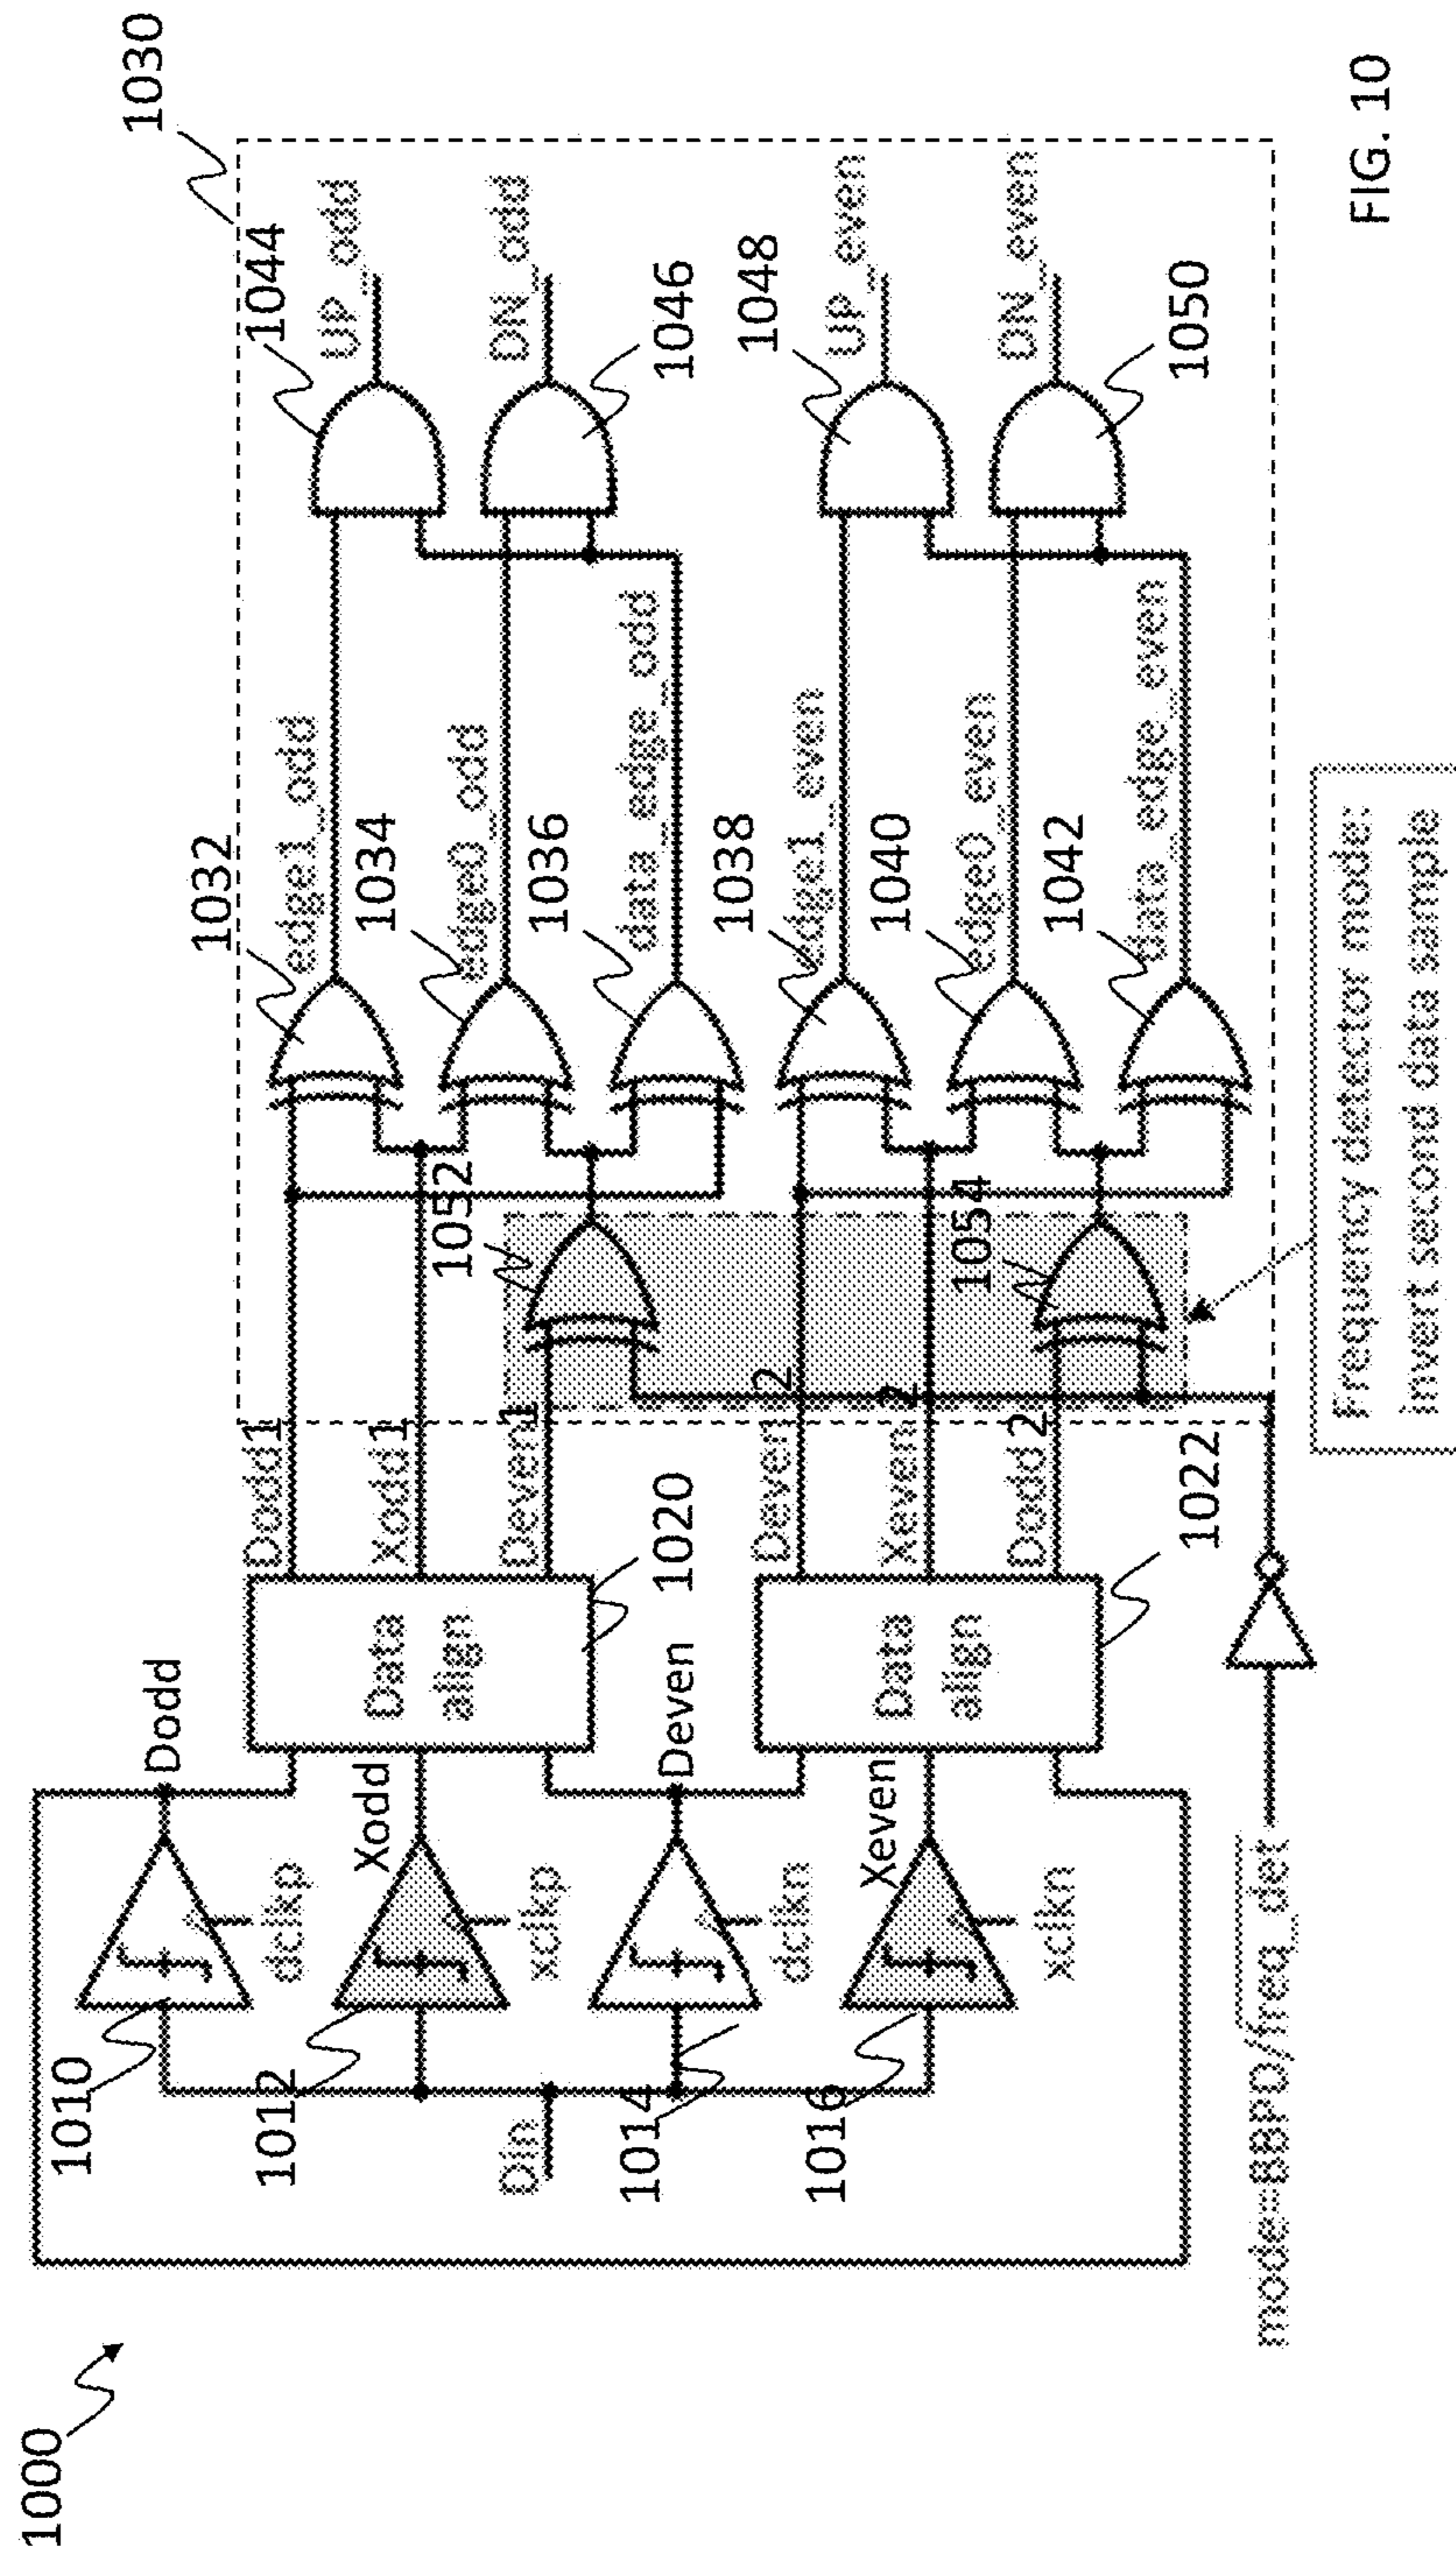 1000
1030
1010
dclkp
Dodd
1012
xclkp
Xodd
Din
1014
dclkn
Deven
1016
xclkn
Xeven
Data
align
1020
Data
align
1022
Dodd1
Xodd1
Deven1
Deven2
Xeven2
Dodd2
1052
1054
1032
edge1_odd
1034
edge0_odd
1036
data_edge_odd
1038
edge1_even
1040
edge0_even
1042
data_edge_even
1044
UP_odd
DN_odd
1046
1048
UP_even
DN_even
1050
mode=BBPD/freq_det
Frequency detector mode:
invert second data sample
FIG. 10